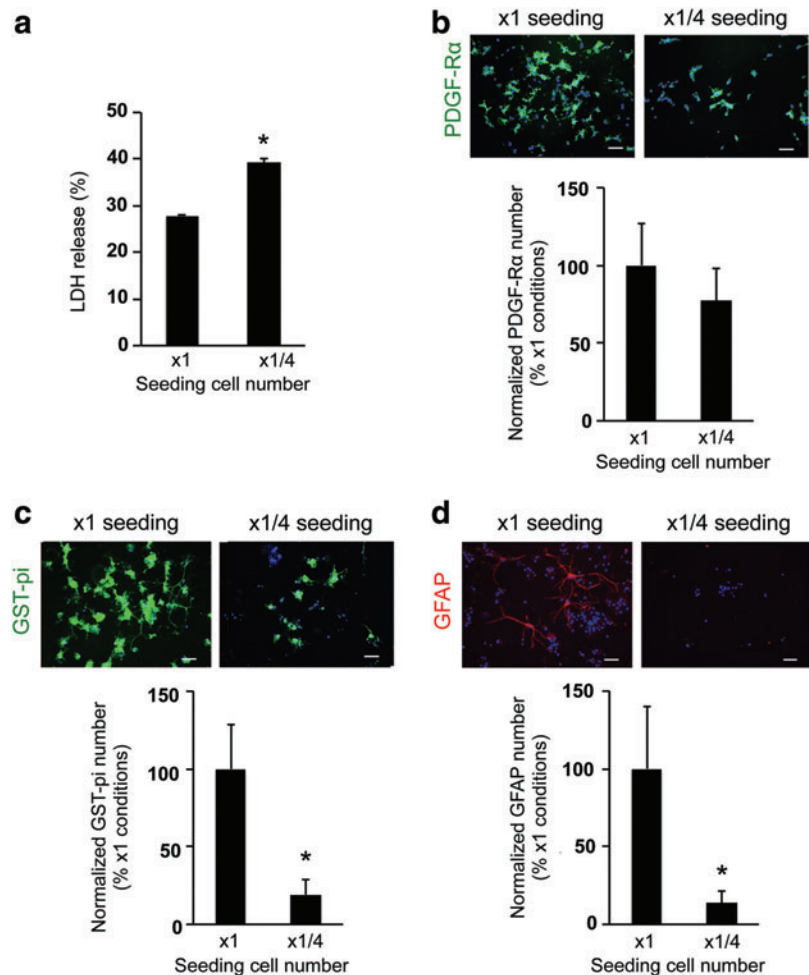 a
LDH release (%)
50
40
30
20
10
0
*
x1
x1/4
Seeding cell number
b
x1 seeding
x1/4 seeding
PDGF-Rα
Normalized PDGF-Rα number
(% x1 conditions)
150
100
50
0
x1
x1/4
Seeding cell number
c
x1 seeding
x1/4 seeding
GST-pi
Normalized GST-pi number
(% x1 conditions)
150
100
50
0
*
x1
x1/4
Seeding cell number
d
x1 seeding
x1/4 seeding
GFAP
Normalized GFAP number
(% x1 conditions)
150
100
50
0
*
x1
x1/4
Seeding cell number